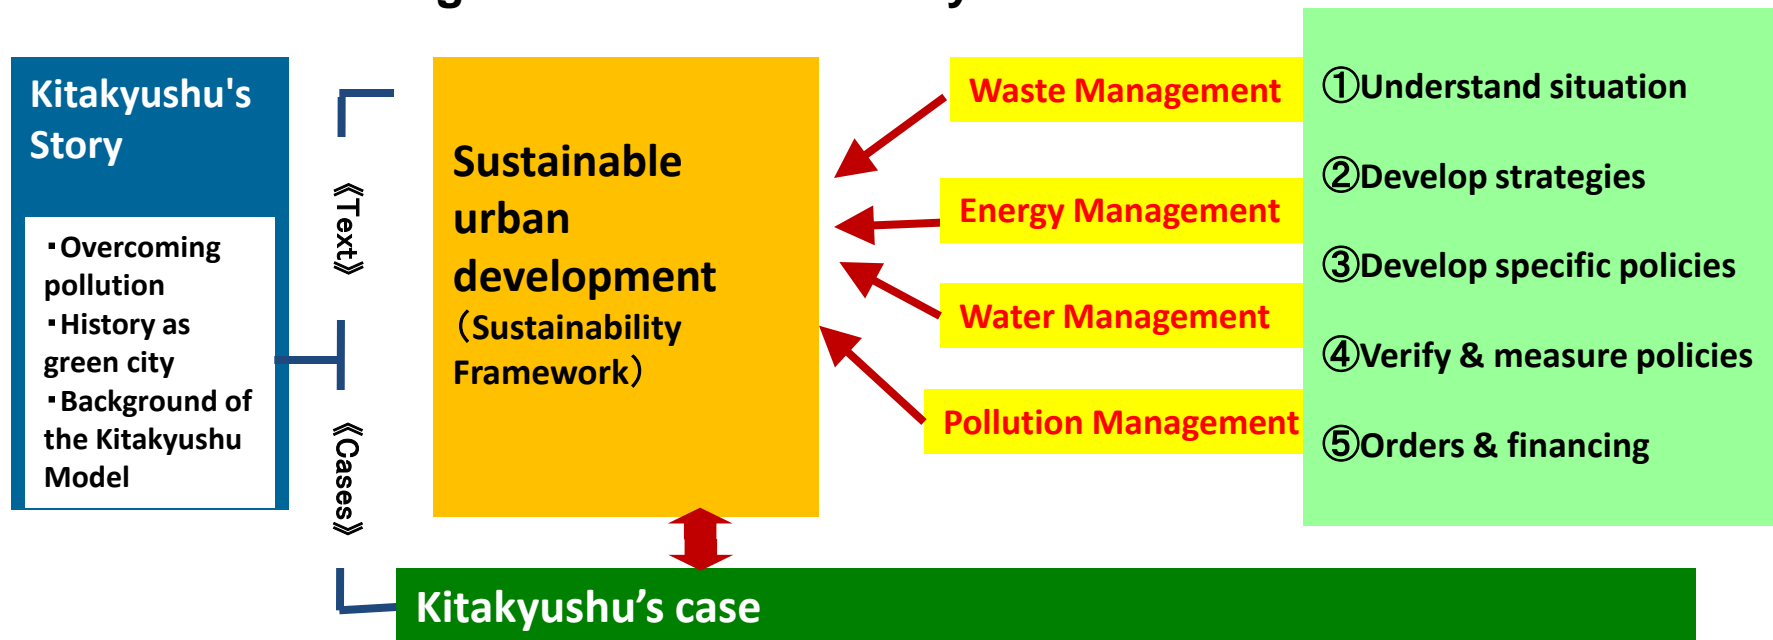 Kitakyushu's
Story
・Overcoming
pollution
・History as
green city
・Background of
the Kitakyushu
Model
《Text》
《Cases》
Sustainable
urban
development
（Sustainability
Framework）
Waste Management
Energy Management
Water Management
Pollution Management
①Understand situation
②Develop strategies
③Develop specific policies
④Verify & measure policies
⑤Orders & financing
Kitakyushu’s case